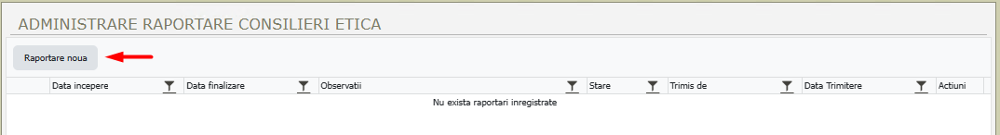 ADMINISTRARE RAPORTARE CONSILIERI ETICA
Raportare noua
Data incepere Data finalizare Observatii Stare Trimis de Data Trimitere Actiuni
Nu exista raportari inregistrate